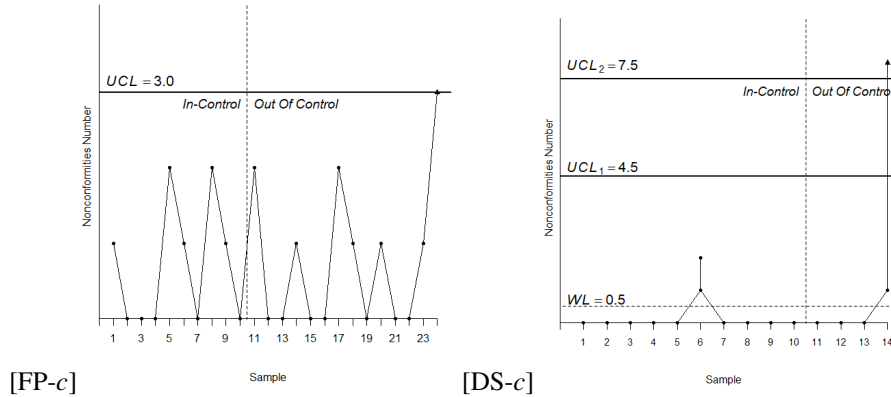 UCL = 3.0
In-Control
Out Of Control
Nonconformities Number
1 3 5 7 9 11 13 15 17 19 21 23
Sample
[FP-c]
UCL2 = 7.5
In-Control
Out Of Control
UCL1 = 4.5
WL = 0.5
Nonconformities Number
1 2 3 4 5 6 7 8 9 10 11 12 13 14
Sample
[DS-c]